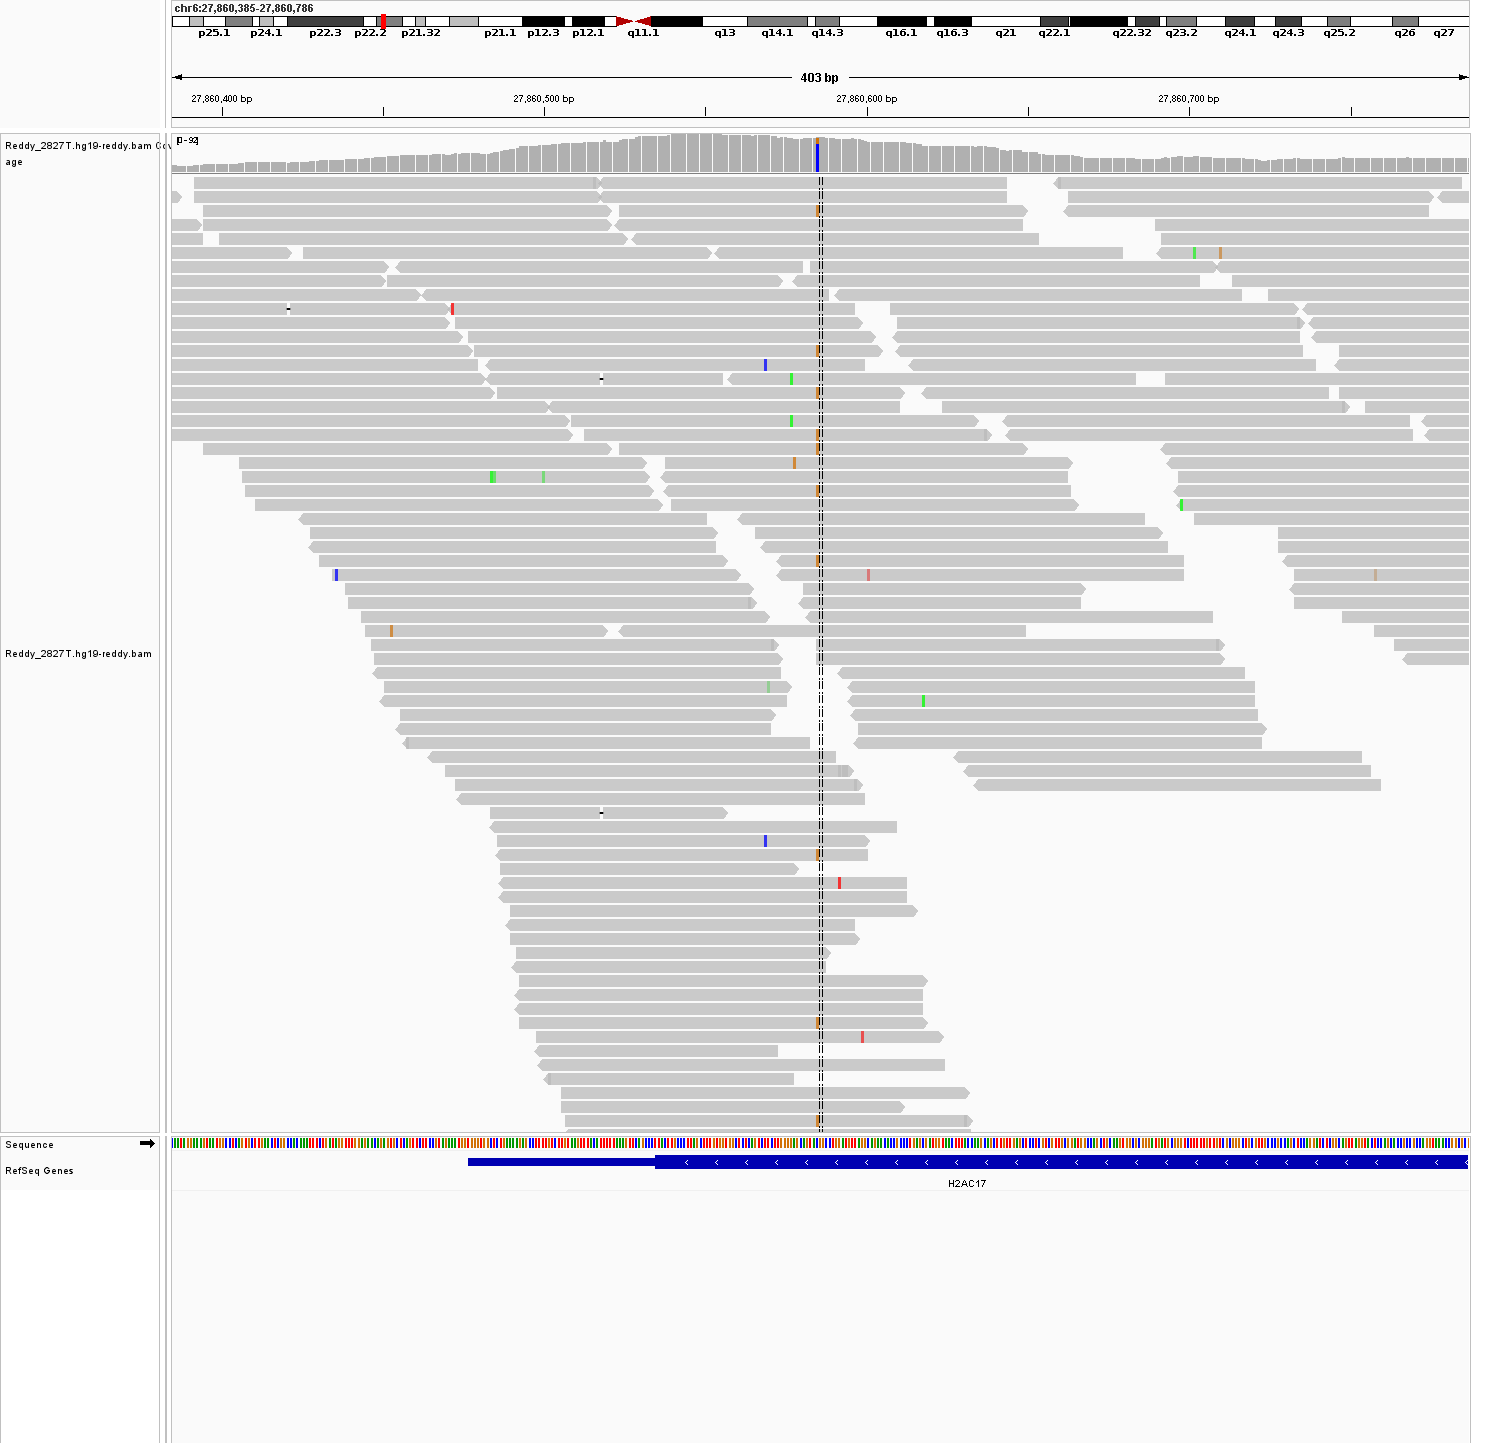 chr6:27,860,385-27,860,786
p25.1 p24.1 p22.3 p22.2 p21.32 p21.1 p12.3 p12.1 q11.1 q13 q14.1 q14.3 q16.1 q16.3 q21 q22.1 q22.32 q23.2 q24.1 q24.3 q25.2 q26 q27
403 bp
27,860,400 bp 27,860,500 bp 27,860,600 bp 27,860,700 bp
Reddy_2827T.hg19-reddy.bam Cov
age
[0-92]
Reddy_2827T.hg19-reddy.bam
Sequence
RefSeq Genes
H2AC17